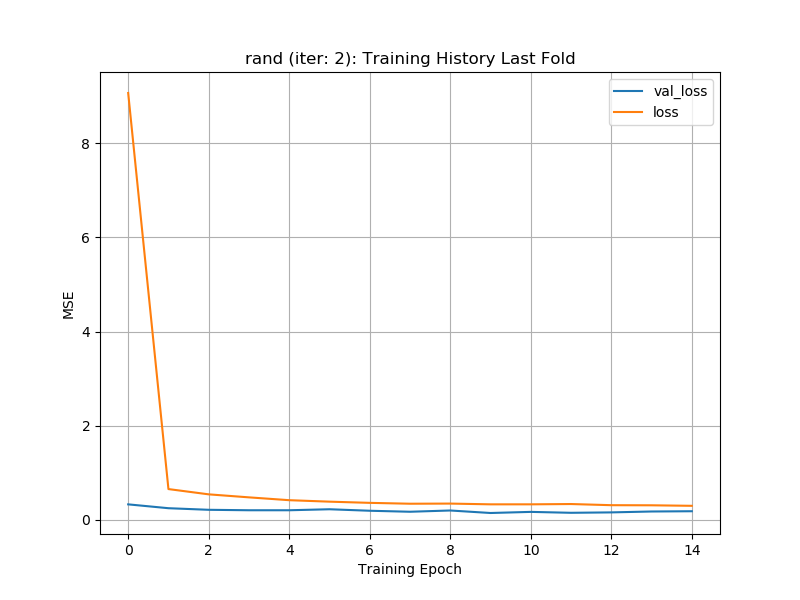 rand (iter: 2): Training History Last Fold
val_loss
loss
8
6
4
2
0
MSE
0 2 4 6 8 10 12 14
Training Epoch